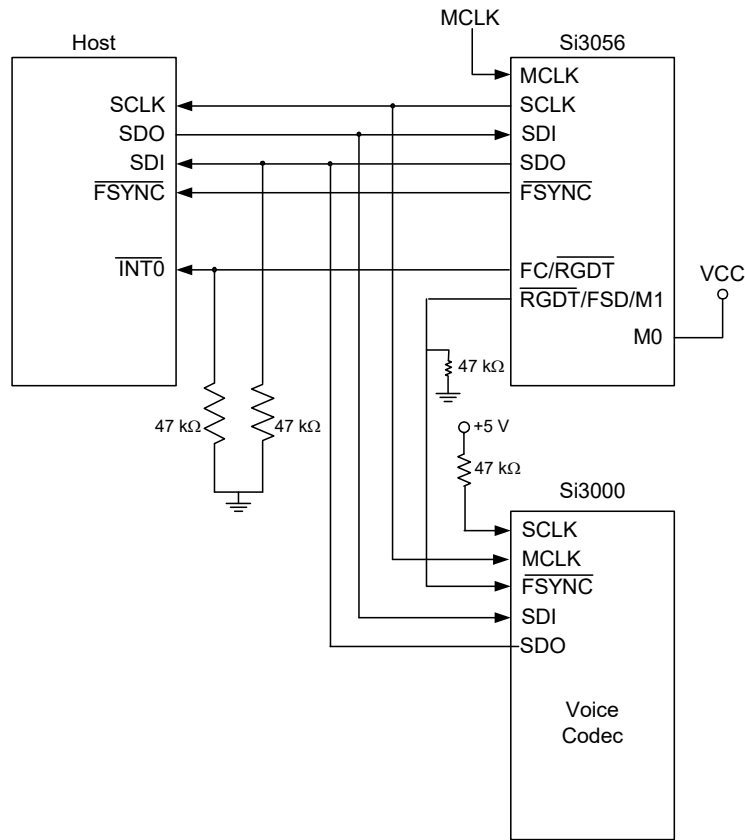 MCLK
Host
Si3056
MCLK
SCLK
SCLK
SDO
SDI
SDI
SDO
FSYNC
FSYNC
INT0
FC/RGDT
VCC
RGDT/FSD/M1
M0
47 kΩ
47 kΩ
47 kΩ
+5 V
47 kΩ
Si3000
SCLK
MCLK
FSYNC
SDI
SDO
Voice
Codec